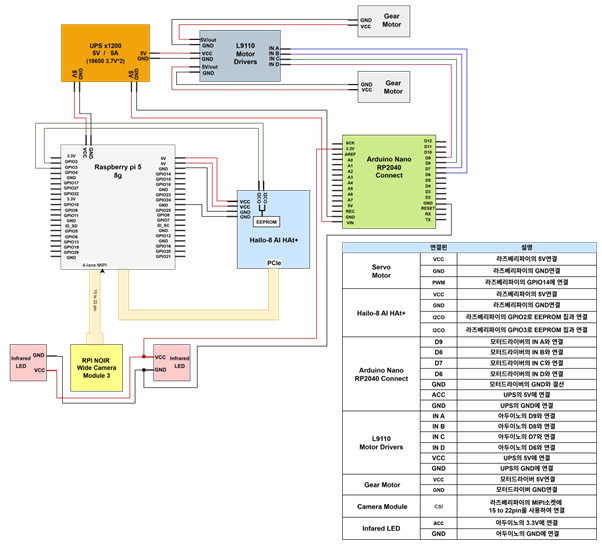 Gear
Motor
GND
VCC
UPS x1200
5V / 5A
(18650 3.7V*2)
5V
GND
5V
GND
5V
GND
5V/out
GND
VCC
GND
5V/out
GND
L9110
Motor
Drivers
IN A
IN B
IN C
IN D
GND
VCC
Gear
Motor
VCC
GND
Raspberry pi 5
8g
3.3V
GPIO2
GPIO3
GPIO4
GND
GPIO17
GPIO27
GPIO22
3.3V
GPIO10
GPIO9
GPIO11
GND
ID_SD
GPIO5
GPIO6
GPIO13
GPIO19
GPIO26
GND
5V
5V
GND
GPIO14
GPIO15
GPIO18
GND
GPIO23
GPIO24
GND
GPIO25
GPIO8
GPIO7
ID_SC
GND
GPIO12
GND
GPIO16
GPIO20
GPIO21
4-lane MIPI
I2CO
I2CO
VCC
VCC
GND
GND
EEPROM
Hailo-8 AI HAt+
PCIe
SCK
3.3V
AREF
A0
A1
A2
A3
A4
A5
A6
A7
5V
REC
GND
VIN
Arduino Nano
RP2040
Connect
D12
D11
D10
D9
D8
D7
D6
D5
D4
D3
D2
GND
RESET
RX
TX
15 to 22 pin
Infrared
LED
GND
VCC
RPI NOIR
Wide Camera
Module 3
Infrared
LED
VCC
GND
연결핀 설명
Servo
Motor
VCC 라즈베리파이의 5V연결
GND 라즈베리파이의 GND연결
PWM 라즈베리파이의 GPIO14에 연결
Hailo-8 AI HAt+
VCC 라즈베리파이의 5V연결
GND 라즈베리파이의 GND연결
I2CO 라즈베리파이의 GPIO2로 EEPROM 칩과 연결
I2CO 라즈베리파이의 GPIO3로 EEPROM 칩과 연결
Arduino Nano
RP2040 Connect
D9 모터드라이버의 IN A와 연결
D8 모터드라이버의 IN B와 연결
D7 모터드라이버의 IN C와 연결
D6 모터드라이버의 IN D와 연결
GND 모터드라이버의 GND와 결선
ACC UPS의 5V에 연결
GND UPS의 GND에 연결
L9110
Motor Drivers
IN A 아두이노의 D9와 연결
IN B 아두이노의 D8와 연결
IN C 아두이노의 D7와 연결
IN D 아두이노의 D6와 연결
VCC UPS의 5V에 연결
GND UPS의 GND에 연결
Gear Motor
VCC 모터드라이버 5V연결
GND 모터드라이버 GND연결
Camera Module
CSI 라즈베리파이의 MIPI소켓에
15 to 22pin을 사용하여 연결
Infared LED
acc 아두이노의 3.3V에 연결
GND 아두이노의 GND에 연결